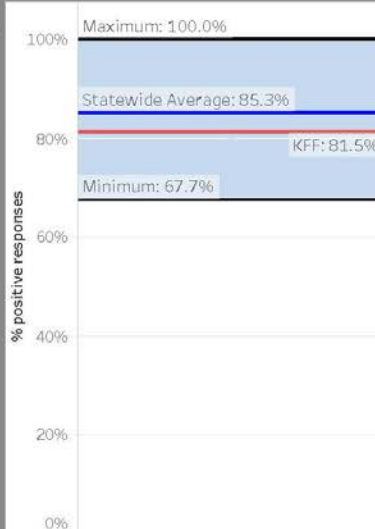 Maximum: 100.0%
100%
Statewide Average: 85.3%
80%
KFF: 81.5%
Minimum: 67.7%
60%
% positive responses
40%
20%
0%